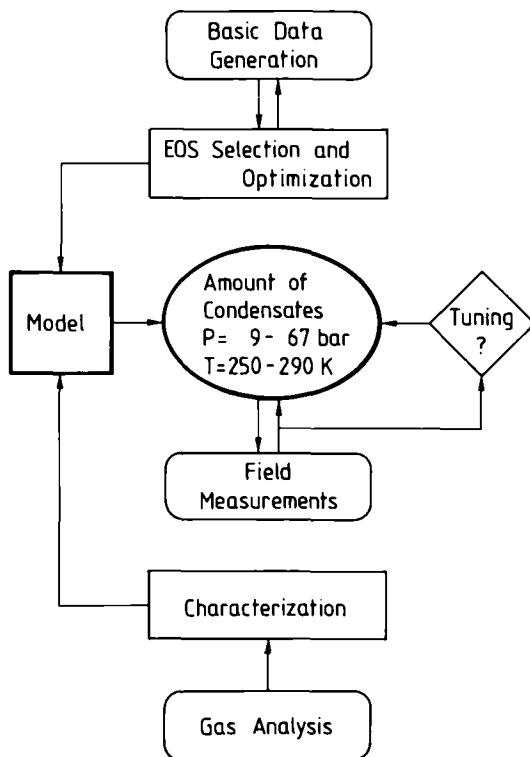 Basic Data
Generation
EOS Selection and
Optimization
Model
Amount of
Condensates
P= 9 - 67 bar
T=250-290 K
Tuning
?
Field
Measurements
Characterization
Gas Analysis